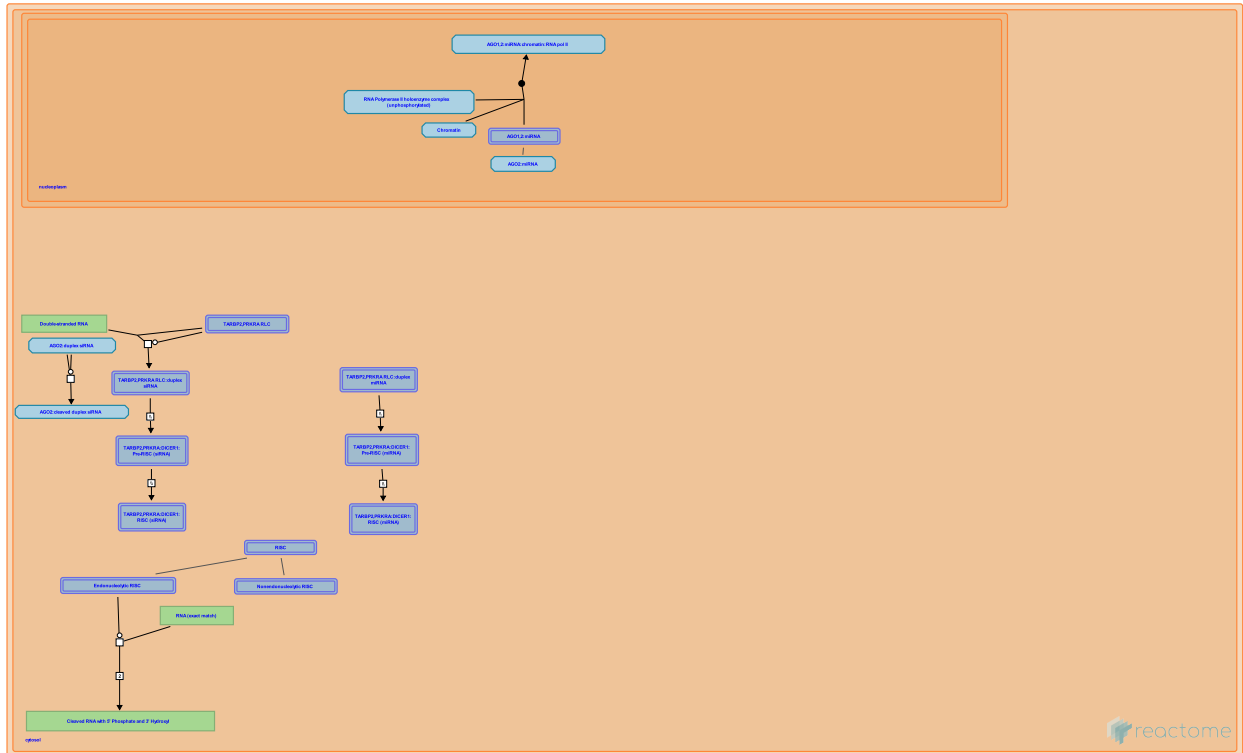 AGO1,2:miRNA:chromatin:RNA pol II
RNA Polymerase II holoenzyme complex
(unphosphorylated)
Chromatin
AGO1,2:miRNA
AGO2:miRNA
nucleoplasm
Double-stranded RNA
TARBP2,PRKRA:RLC
AGO2:duplex siRNA
TARBP2,PRKRA:RLC:duplex
siRNA
TARBP2,PRKRA:RLC:duplex
miRNA
AGO2:cleaved duplex siRNA
TARBP2,PRKRA:DICER1:
Pre-RISC (siRNA)
TARBP2,PRKRA:DICER1:
Pre-RISC (miRNA)
TARBP2,PRKRA:DICER1:
RISC (siRNA)
TARBP2,PRKRA:DICER1:
RISC (miRNA)
RISC
Endonucleolytic RISC
Nonendonucleolytic RISC
RNA (exact match)
2
Cleaved RNA with 5' Phosphate and 3' Hydroxyl
cytosol
reactome